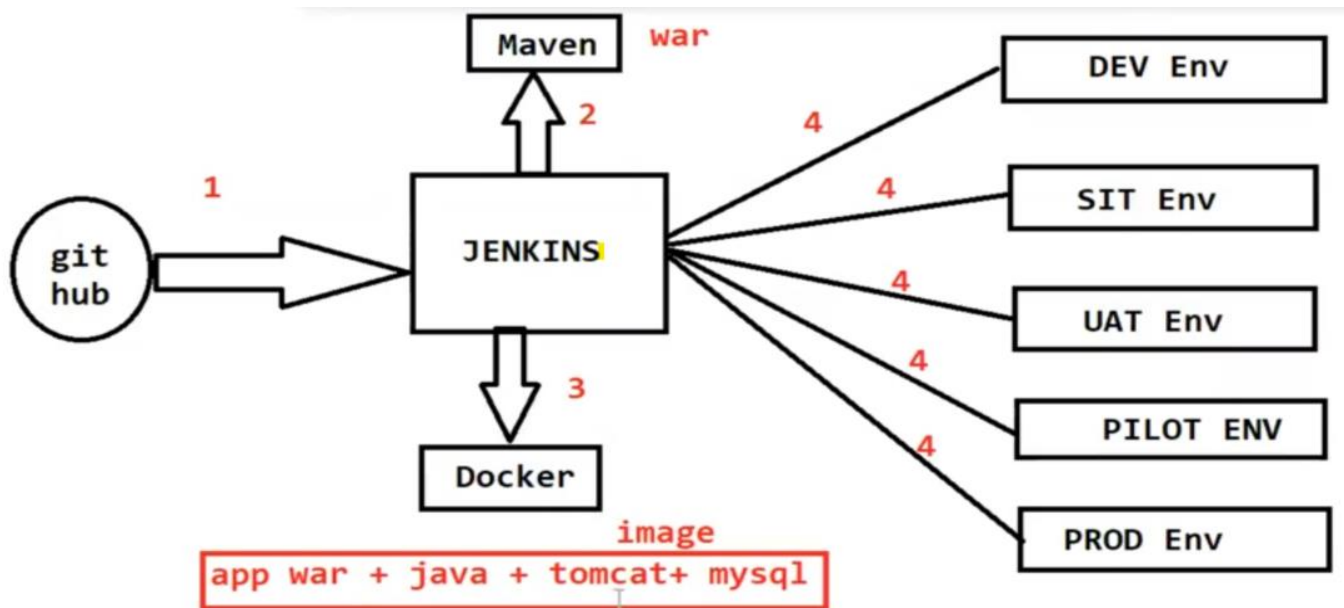 Maven
war
2
1
git
hub
JENKINS
3
Docker
image
app war + java + tomcat+ mysql
4
DEV Env
4
SIT Env
4
UAT Env
4
PILOT ENV
4
PROD Env